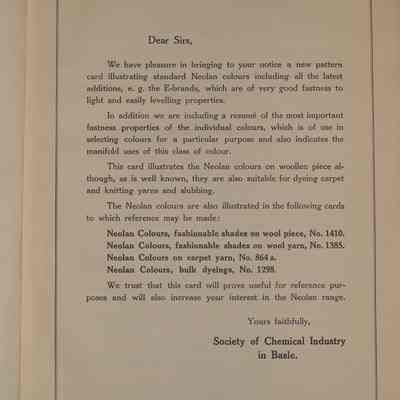 Dear Sirs,
We have pleasure in bringing to your notice a new pattern
card illustrating standard Neolan colours including all the latest
additions, e. g. the E-brands, which are of very good fastness to
light and easily levelling properties.
In addition we are including a resumé of the most important
fastness properties of the individual colours, which is of use in
selecting colours for a particular purpose and also indicates the
manifold uses of this class of colour.
This card illustrates the Neolan colours on woollen piece al-
though, as is well known, they are also suitable for dyeing carpet
and knitting yarns and slubbing.
The Neolan colours are also illustrated in the following cards
to which reference may be made:
Neolan Colours, fashionable shades on wool piece, No. 1410.
Neolan Colours, fashionable shades on wool yarn, No. 1385.
Neolan Colours on carpet yarn, No. 864 a.
Neolan Colours, bulk dyeings, No. 1298.
We trust that this card will prove useful for reference pur-
poses and will also increase your interest in the Neolan range.
Yours faithfully,
Society of Chemical Industry
in Basle.